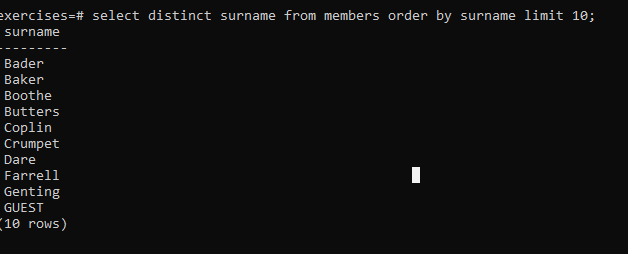 exercises=# select distinct surname from members order by surname limit 10;
surname
---------
Bader
Baker
Boothe
Butters
Coplin
Crumpet
Dare
Farrell
Genting
GUEST
(10 rows)